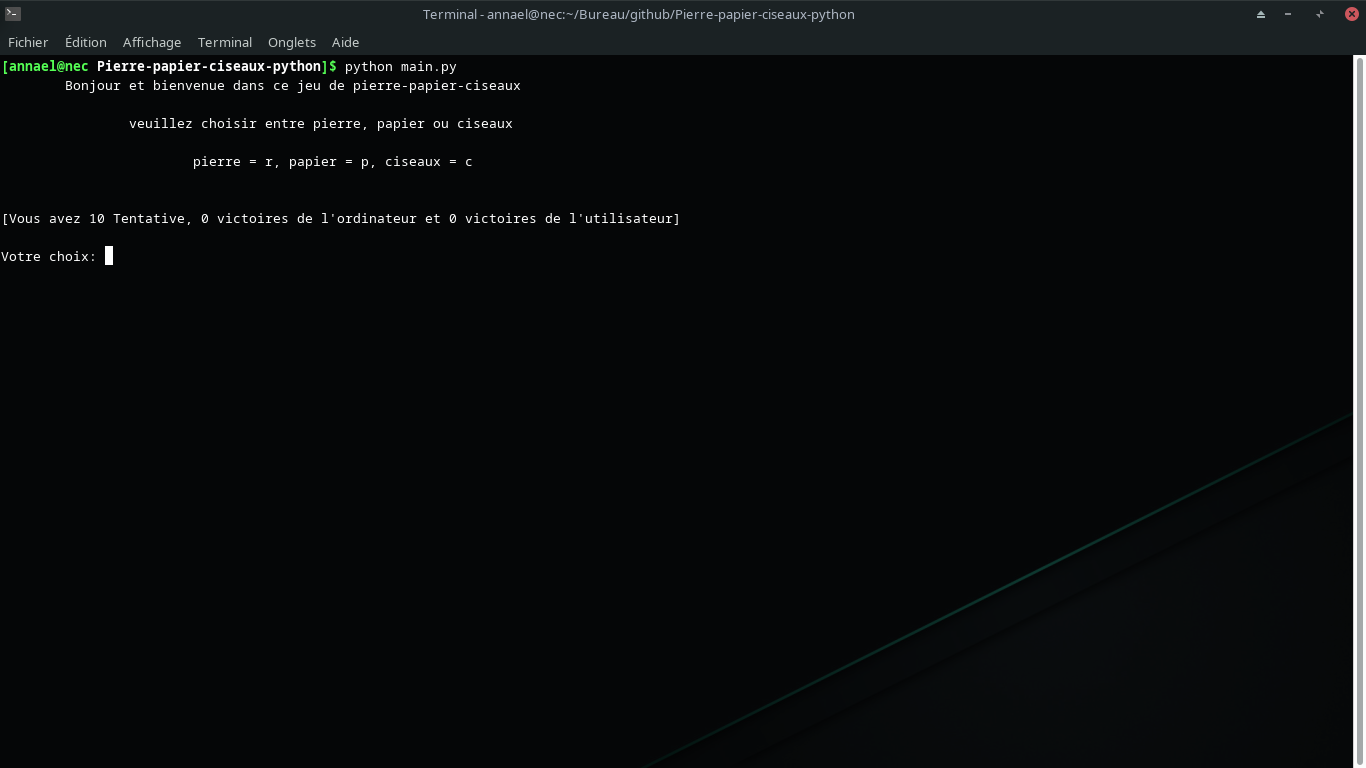 Terminal - annael@nec:~/Bureau/github/Pierre-papier-ciseaux-python
Fichier Édition Affichage Terminal Onglets Aide
[annael@nec Pierre-papier-ciseaux-python]$ python main.py
Bonjour et bienvenue dans ce jeu de pierre-papier-ciseaux
veuillez choisir entre pierre, papier ou ciseaux
pierre = r, papier = p, ciseaux = c
[Vous avez 10 Tentative, 0 victoires de l'ordinateur et 0 victoires de l'utilisateur]
Votre choix: